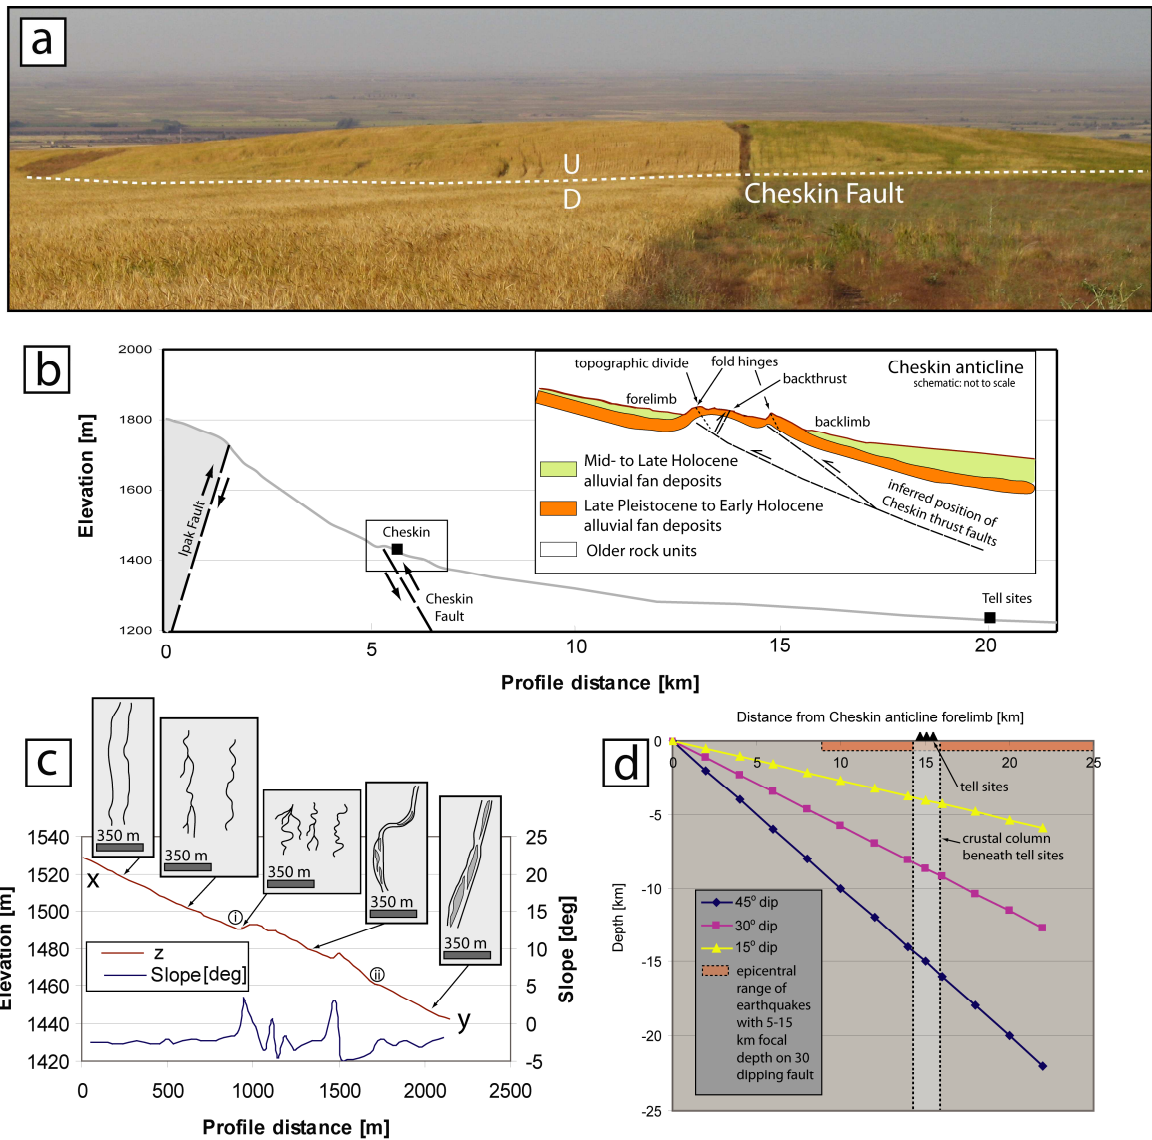 a
U
D
Cheskin Fault
b
Elevation [m]
2000
1800
1600
1400
1200
0
5
10
15
20
Profile distance [km]
Ipak Fault
Cheskin
Cheskin
Fault
Tell sites
Cheskin anticline
schematic: not to scale
topographic divide
fold hinges
backthrust
forelimb
backlimb
inferred position of
Cheskin thrust faults
Mid- to Late Holocene
alluvial fan deposits
Late Pleistocene to Early Holocene
alluvial fan deposits
Older rock units
c
350 m
350 m
350 m
350 m
350 m
Elevation [m]
1540
1520
1500
1480
1460
1440
1420
x
i
ii
y
z
Slope[deg]
25
20
15
10
5
0
-5
Slope [deg]
0
500
1000
1500
2000
2500
Profile distance [m]
d
Distance from Cheskin anticline forelimb [km]
0
5
10
15
20
25
0
-5
-10
-15
-20
-25
Depth [km]
tell sites
crustal column
beneath tell sites
45º dip
30º dip
15º dip
epicentral
range of
earthquakes
with 5-15
km focal
depth on 30
dipping fault